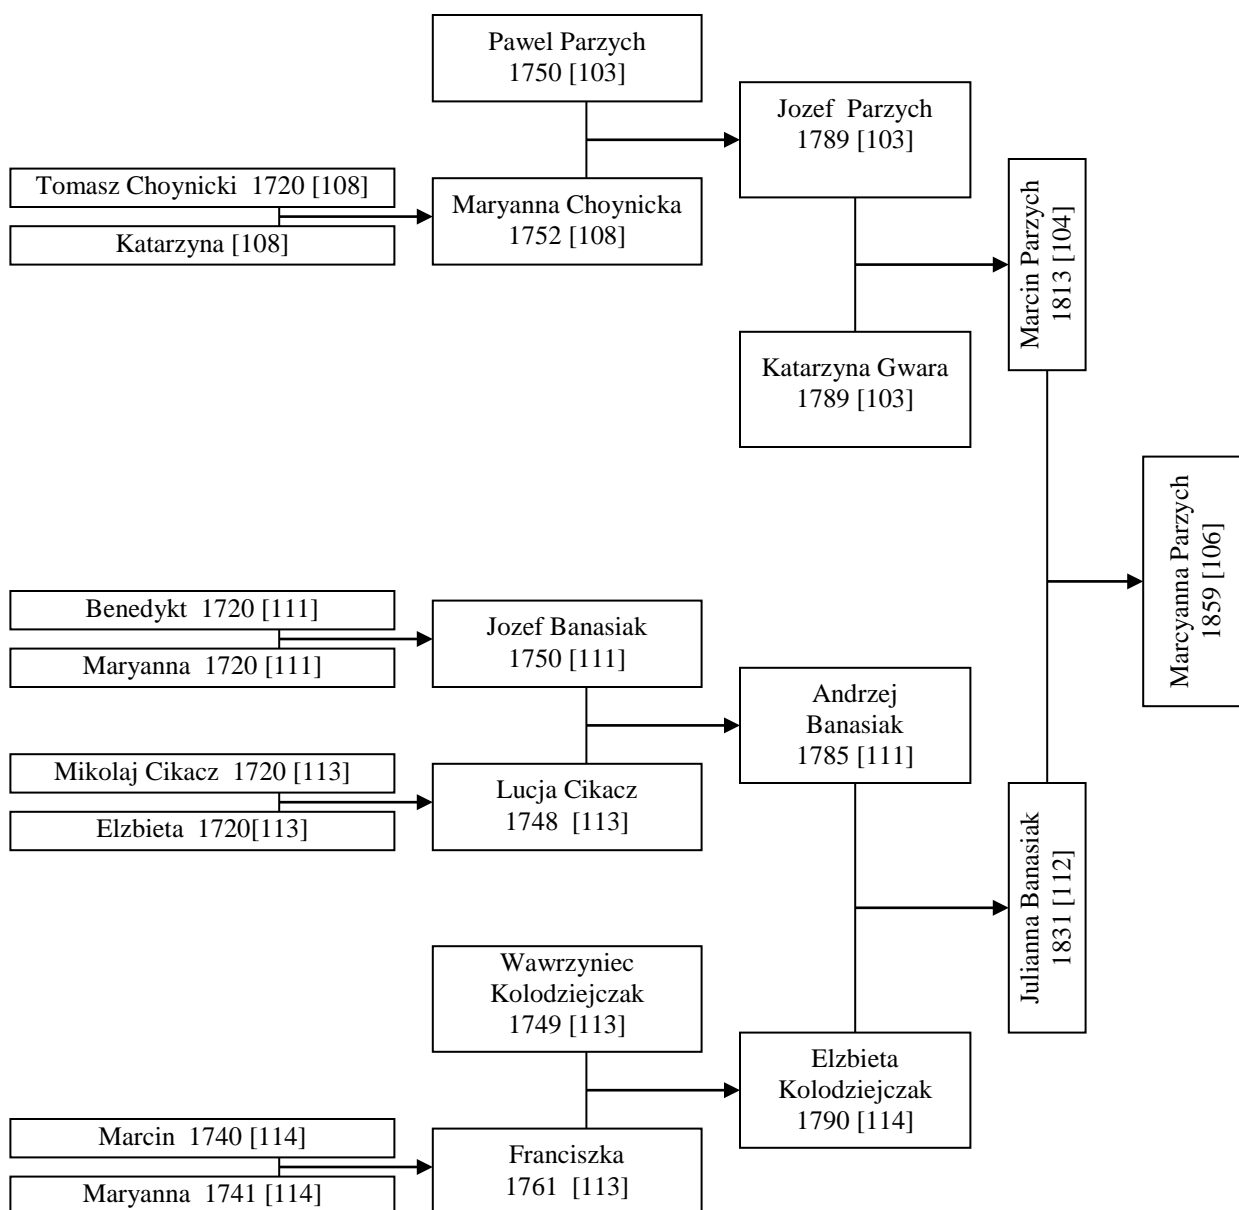 Pawel Parzych
1750 [103]
Jozef Parzych
1789 [103]
Tomasz Choynicki 1720 [108]
Katarzyna [108]
Maryanna Choynicka
1752 [108]
Marcin Parzych
1813 [104]
Katarzyna Gwara
1789 [103]
Marcyanna Parzych
1859 [106]
Benedykt 1720 [111]
Maryanna 1720 [111]
Jozef Banasiak
1750 [111]
Andrzej
Banasiak
1785 [111]
Mikolaj Cikacz 1720 [113]
Elzbieta 1720[113]
Lucja Cikacz
1748 [113]
Julianna Banasiak
1831 [112]
Wawrzyniec
Kolodziejczak
1749 [113]
Elzbieta
Kolodziejczak
1790 [114]
Marcin 1740 [114]
Maryanna 1741 [114]
Franciszka
1761 [113]